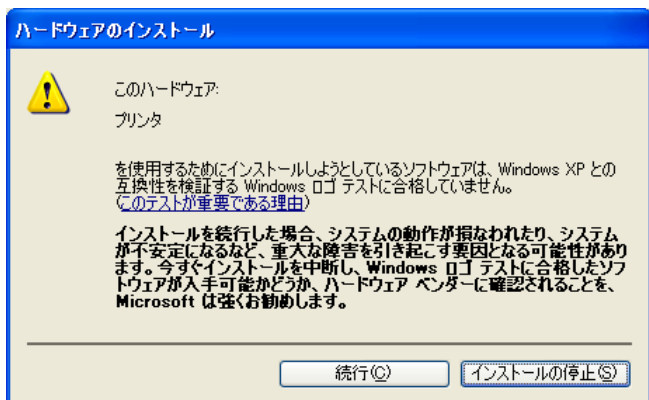 ハードウェアのインストール
このハードウェア:
プリンタ
を使用するためにインストールしようとしているソフトウェアは、Windows XP との
互換性を検証する Windows ロゴ テストに合格していません。
(このテストが重要である理由)
インストールを続行した場合、システムの動作が損なわれたり、システム
が不安定になるなど、重大な障害を引き起こす要因となる可能性があり
ます。今すぐインストールを中断し、Windows ロゴ テストに合格したソフ
トウェアが入手可能かどうか、ハードウェア ベンダーに確認されることを、
Microsoft は強くお勧めします。
続行(C)
インストールの停止(S)